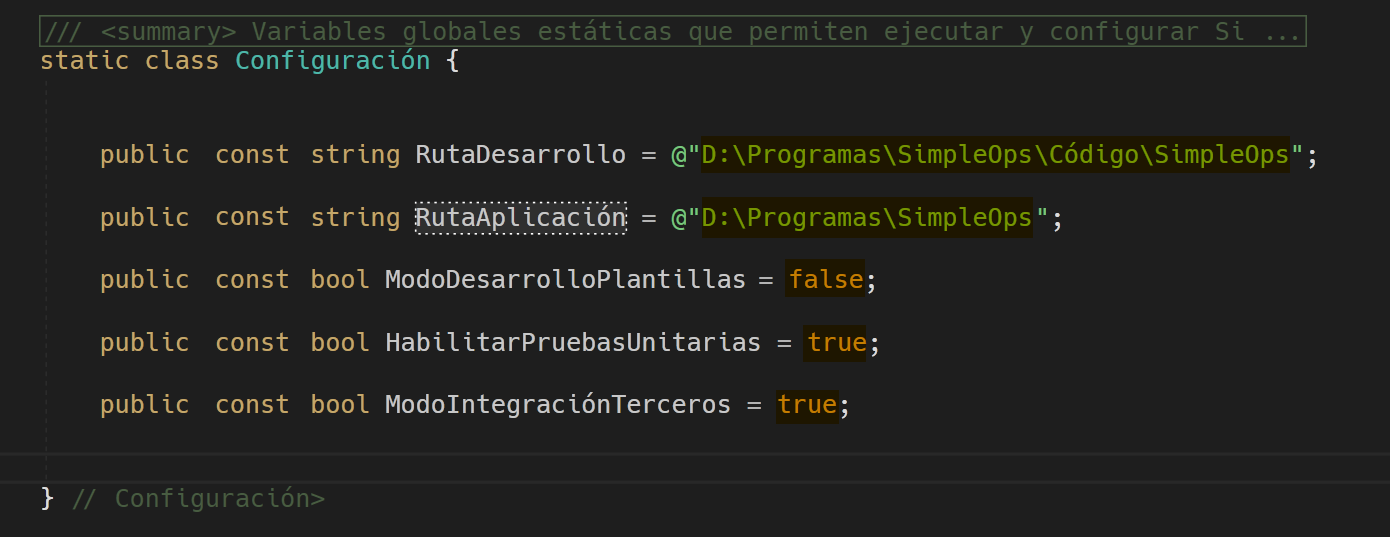 /// <summary> Variables globales estáticas que permiten ejecutar y configurar Si ...
static class Configuración {
public const string RutaDesarrollo = @"D:\Programas\SimpleOps\Código\SimpleOps";
public const string RutaAplicación = @"D:\Programas\SimpleOps";
public const bool ModoDesarrolloPlantillas = false;
public const bool HabilitarPruebasUnitarias = true;
public const bool ModoIntegraciónTerceros = true;
} // Configuración>